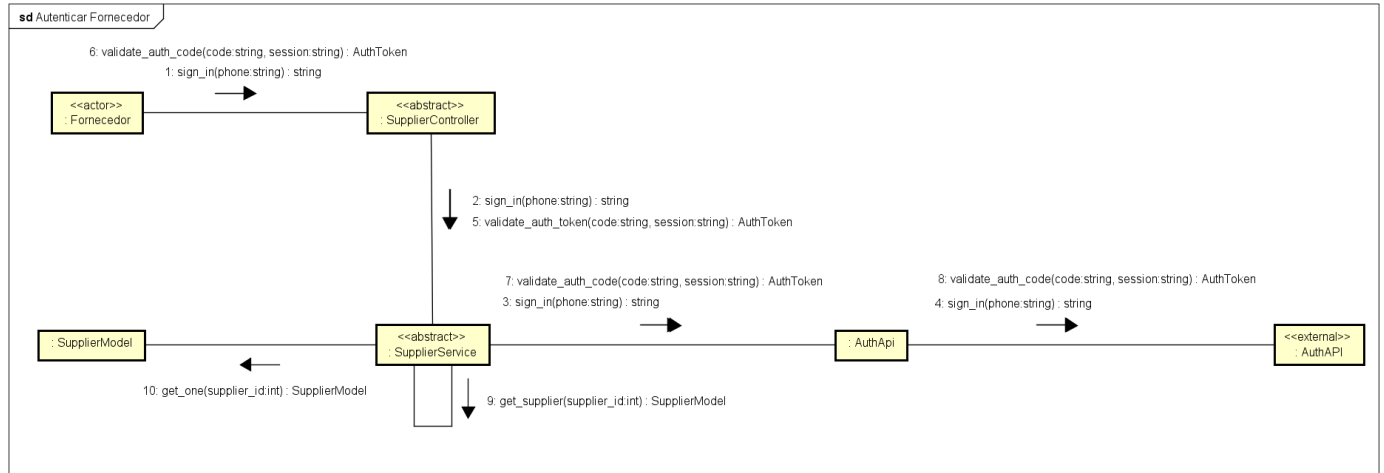 sd Autenticar Fornecedor
6: validate_auth_code(code:string, session:string) : AuthToken
1: sign_in(phone:string) : string
<<actor>>
: Fornecedor
<<abstract>>
: SupplierController
2: sign_in(phone:string) : string
5: validate_auth_token(code:string, session:string) : AuthToken
7: validate_auth_code(code:string, session:string) : AuthToken
3: sign_in(phone:string) : string
8: validate_auth_code(code:string, session:string) : AuthToken
4: sign_in(phone:string) : string
: SupplierModel
<<abstract>>
: SupplierService
: AuthApi
<<external>>
: AuthAPI
10: get_one(supplier_id:int) : SupplierModel
9: get_supplier(supplier_id:int) : SupplierModel